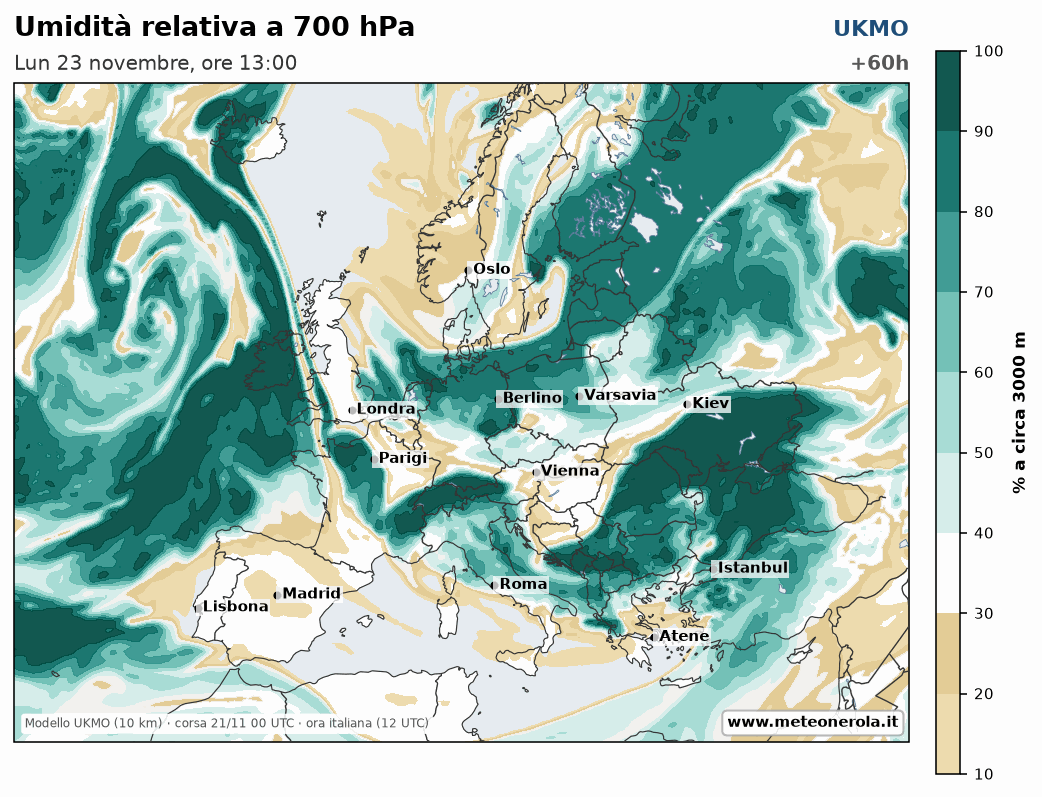 Umidità relativa a 700 hPa
UKMO
Lun 23 novembre, ore 13:00
+60h
100
90
80
70
60
50
40
30
20
10
% a circa 3000 m
Oslo
Londra
Berlino
Varsavia
Kiev
Parigi
Vienna
Istanbul
Roma
Madrid
Lisbona
Atene
Modello UKMO (10 km) · corsa 21/11 00 UTC · ora italiana (12 UTC)
www.meteonerola.it